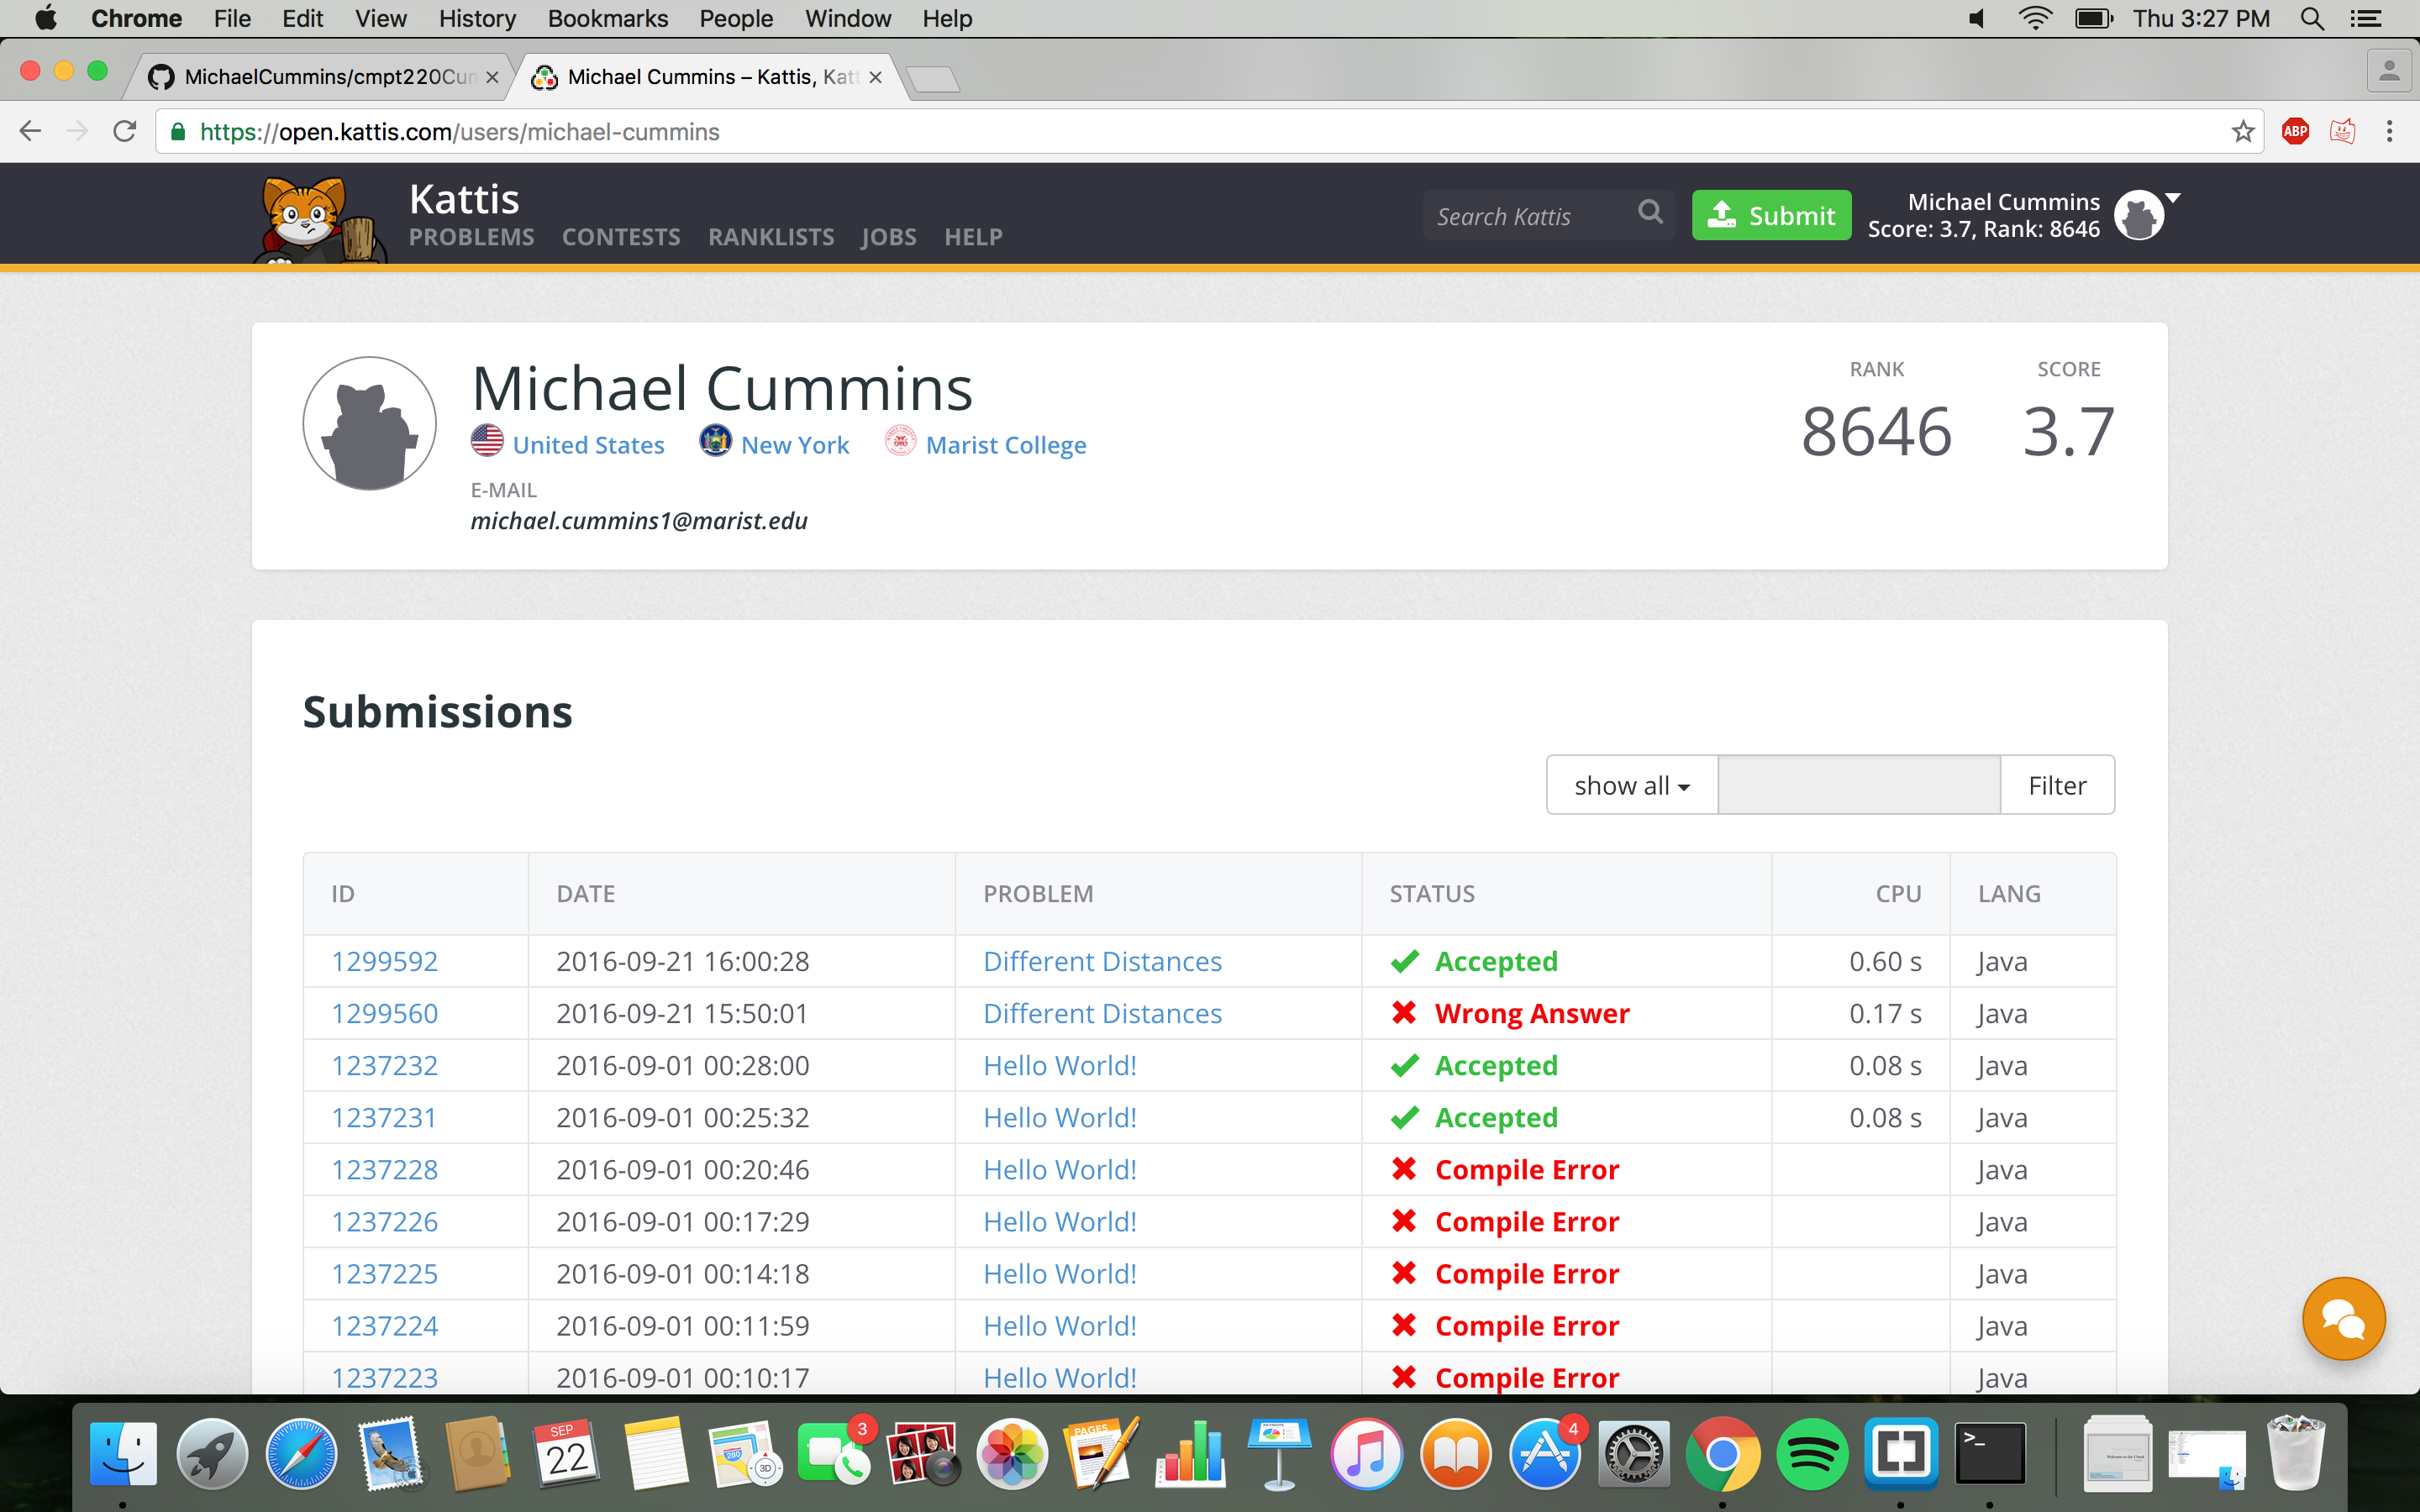 Chrome File Edit View History Bookmarks People Window Help Thu 3:27 PM
MichaelCummins/cmpt220Cum Michael Cummins – Kattis, Katt
https://open.kattis.com/users/michael-cummins ABP
Kattis
PROBLEMS CONTESTS RANKLISTS JOBS HELP
Search Kattis
Submit
Michael Cummins
Score: 3.7, Rank: 8646
Michael Cummins
United States New York Marist College
E-MAIL
michael.cummins1@marist.edu
RANK SCORE
8646 3.7
Submissions
show all Filter
ID DATE PROBLEM STATUS CPU LANG
1299592 2016-09-21 16:00:28 Different Distances Accepted 0.60 s Java
1299560 2016-09-21 15:50:01 Different Distances Wrong Answer 0.17 s Java
1237232 2016-09-01 00:28:00 Hello World! Accepted 0.08 s Java
1237231 2016-09-01 00:25:32 Hello World! Accepted 0.08 s Java
1237228 2016-09-01 00:20:46 Hello World! Compile Error Java
1237226 2016-09-01 00:17:29 Hello World! Compile Error Java
1237225 2016-09-01 00:14:18 Hello World! Compile Error Java
1237224 2016-09-01 00:11:59 Hello World! Compile Error Java
1237223 2016-09-01 00:10:17 Hello World! Compile Error Java
SEP
22
280
3D
3
PAGES
KEYNOTE
4
>_